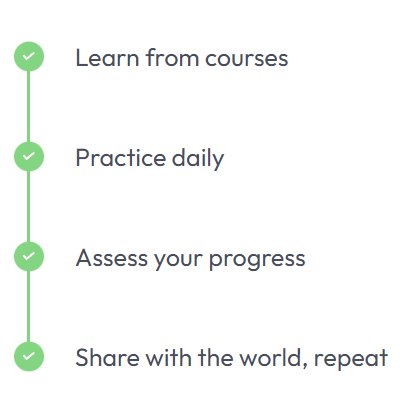 Learn from courses
Practice daily
Assess your progress
Share with the world, repeat